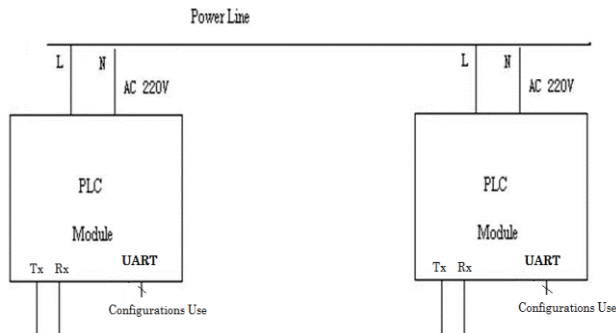 Power Line
L N
AC 220V
PLC
Module
UART
Tx Rx
Configurations Use
L N
AC 220V
PLC
Module
UART
Tx Rx
Configurations Use